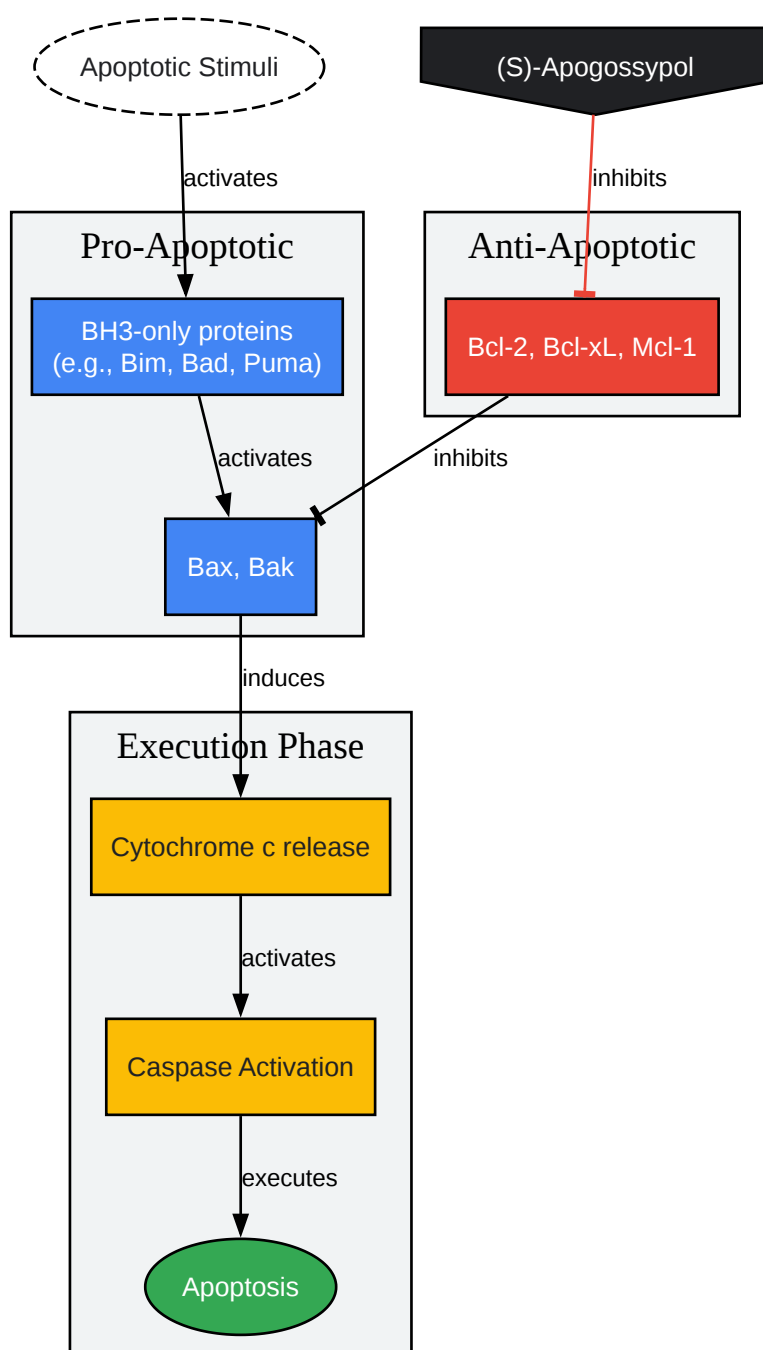 Apoptotic Stimuli
(S)-Apogossypol
activates
inhibits
Pro-Apoptotic
Anti-Apoptotic
BH3-only proteins
(e.g., Bim, Bad, Puma)
Bcl-2, Bcl-xL, Mcl-1
activates
inhibits
Bax, Bak
induces
Execution Phase
Cytochrome c release
activates
Caspase Activation
executes
Apoptosis